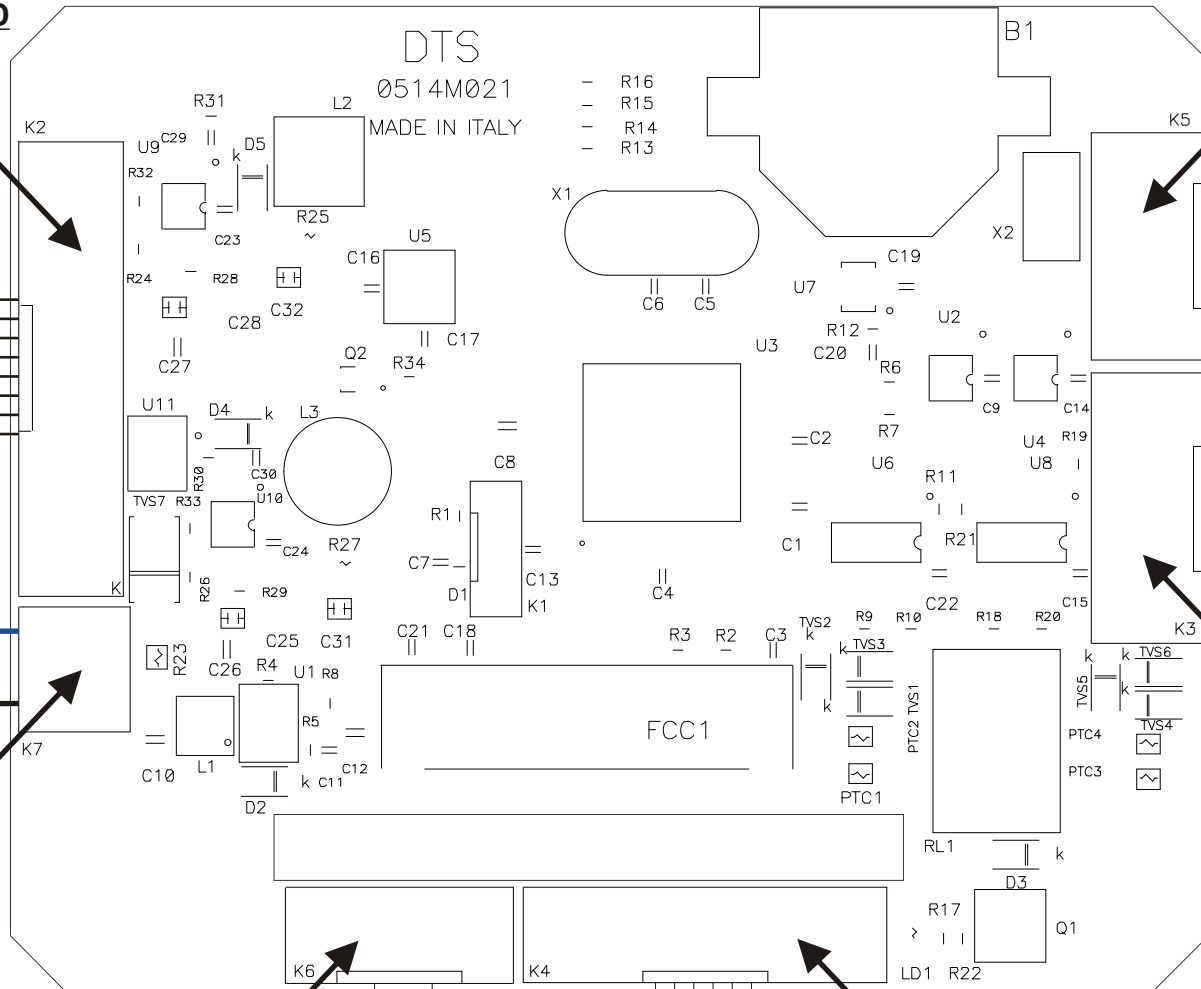 DTS
B1
0514M021
R16
R31
L2
R15
K2
MADE IN ITALY
R14
K5
C29
D5
U9
R13
k
R32
X1
R25
X2
C23
U5
C16
C19
R24
R28
U7
C32
C6
C5
C28
U2
R12
C17
U3
Q2
C20
C27
R34
R6
U11
D4
k
L3
C9
C14
C2
R7
R19
U4
C8
U6
U8
C30
R30
R11
TVS7
R33
U10
R1
R27
C1
R21
C24
C7
C13
K
R26
R29
D1
K1
C4
C22
C15
C25
C31
C21
C18
R9
R10
R18
R20
TVS2
K3
R3
R2
C3
k
R23
C26
k
TVS3
k
k
TVS6
R4
U1
R8
TVS5
k
k
TVS1
R5
FCC1
PTC2
TVS4
K7
PTC4
L1
C12
C10
k
C11
PTC3
D2
PTC1
RL1
k
D3
R17
Q1
K6
K4
LD1
R22